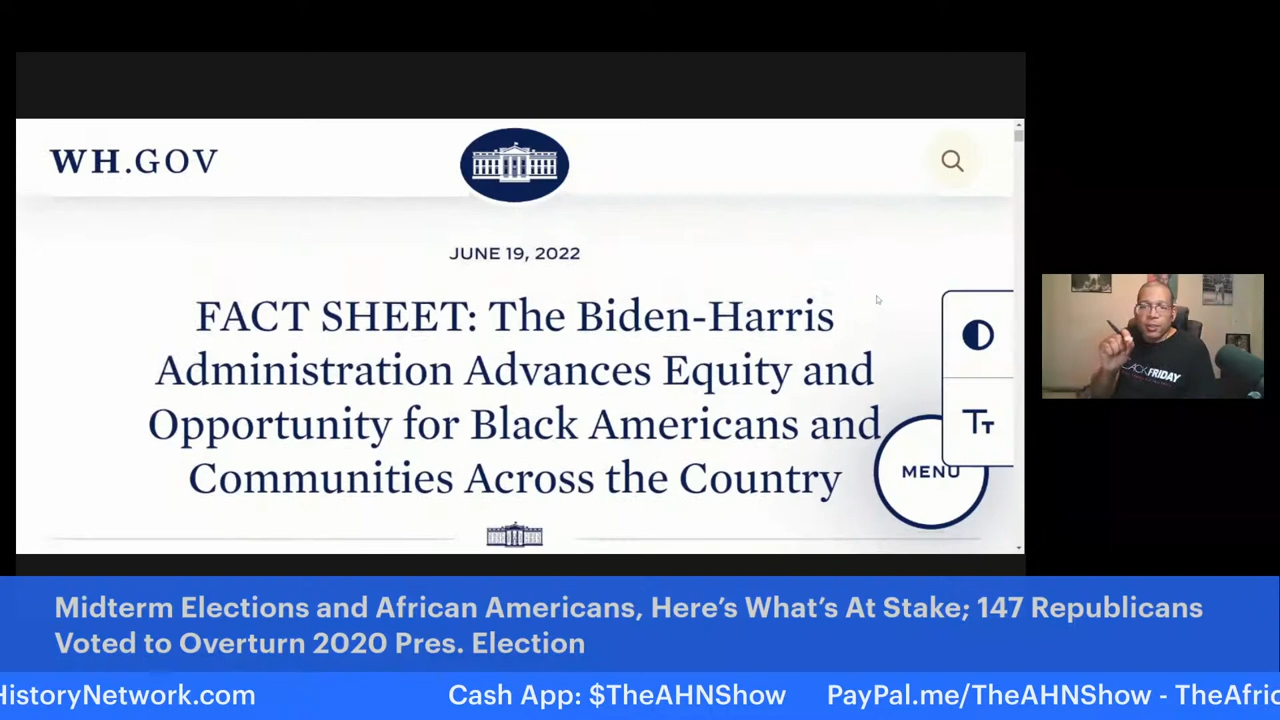 WH.GOV
JUNE 19, 2022
FACT SHEET: The Biden-Harris
Administration Advances Equity and
Opportunity for Black Americans and
Communities Across the Country
TT
MENU
FRIDAY
Midterm Elections and African Americans, Here's What's At Stake; 147 Republicans
Voted to Overturn 2020 Pres. Election
HistoryNetwork.com Cash App: $TheAHNShow PayPal.me/TheAHNShow - TheAfric